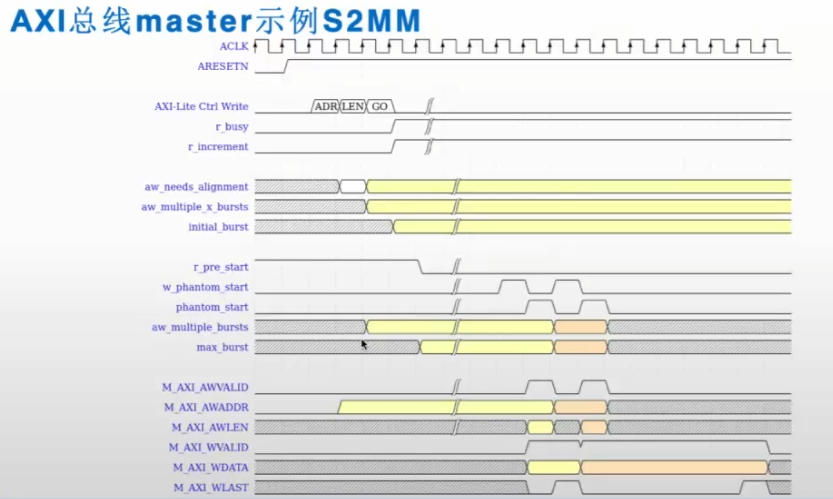 AXI总线master示例S2MM
ACLK
ARESETN
AXI-Lite Ctrl Write ADR LEN GO
r_busy
r_increment
aw_needs_alignment
aw_multiple_x_bursts
initial_burst
r_pre_start
w_phantom_start
phantom_start
aw_multiple_bursts
max_burst
M_AXI_AWVALID
M_AXI_AWADDR
M_AXI_AWLEN
M_AXI_WVALID
M_AXI_WDATA
M_AXI_WLAST